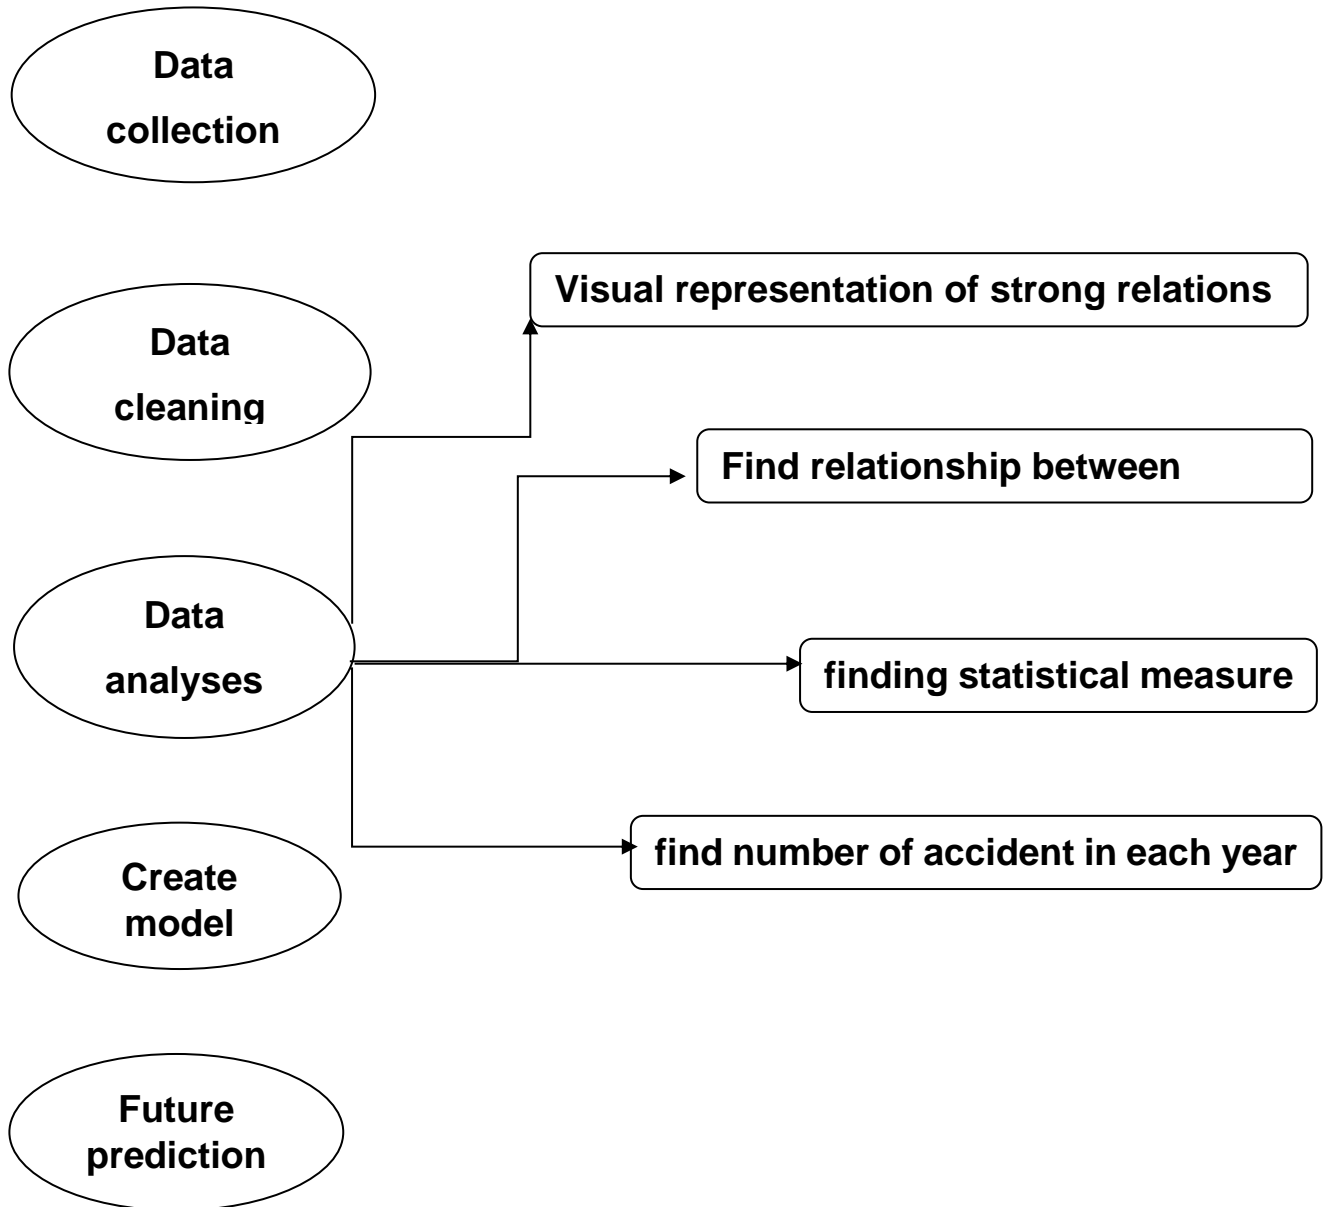 Data
collection
Visual representation of strong relations
Data
cleaning
Find relationship between
Data
analyses
finding statistical measure
find number of accident in each year
Create
model
Future
prediction